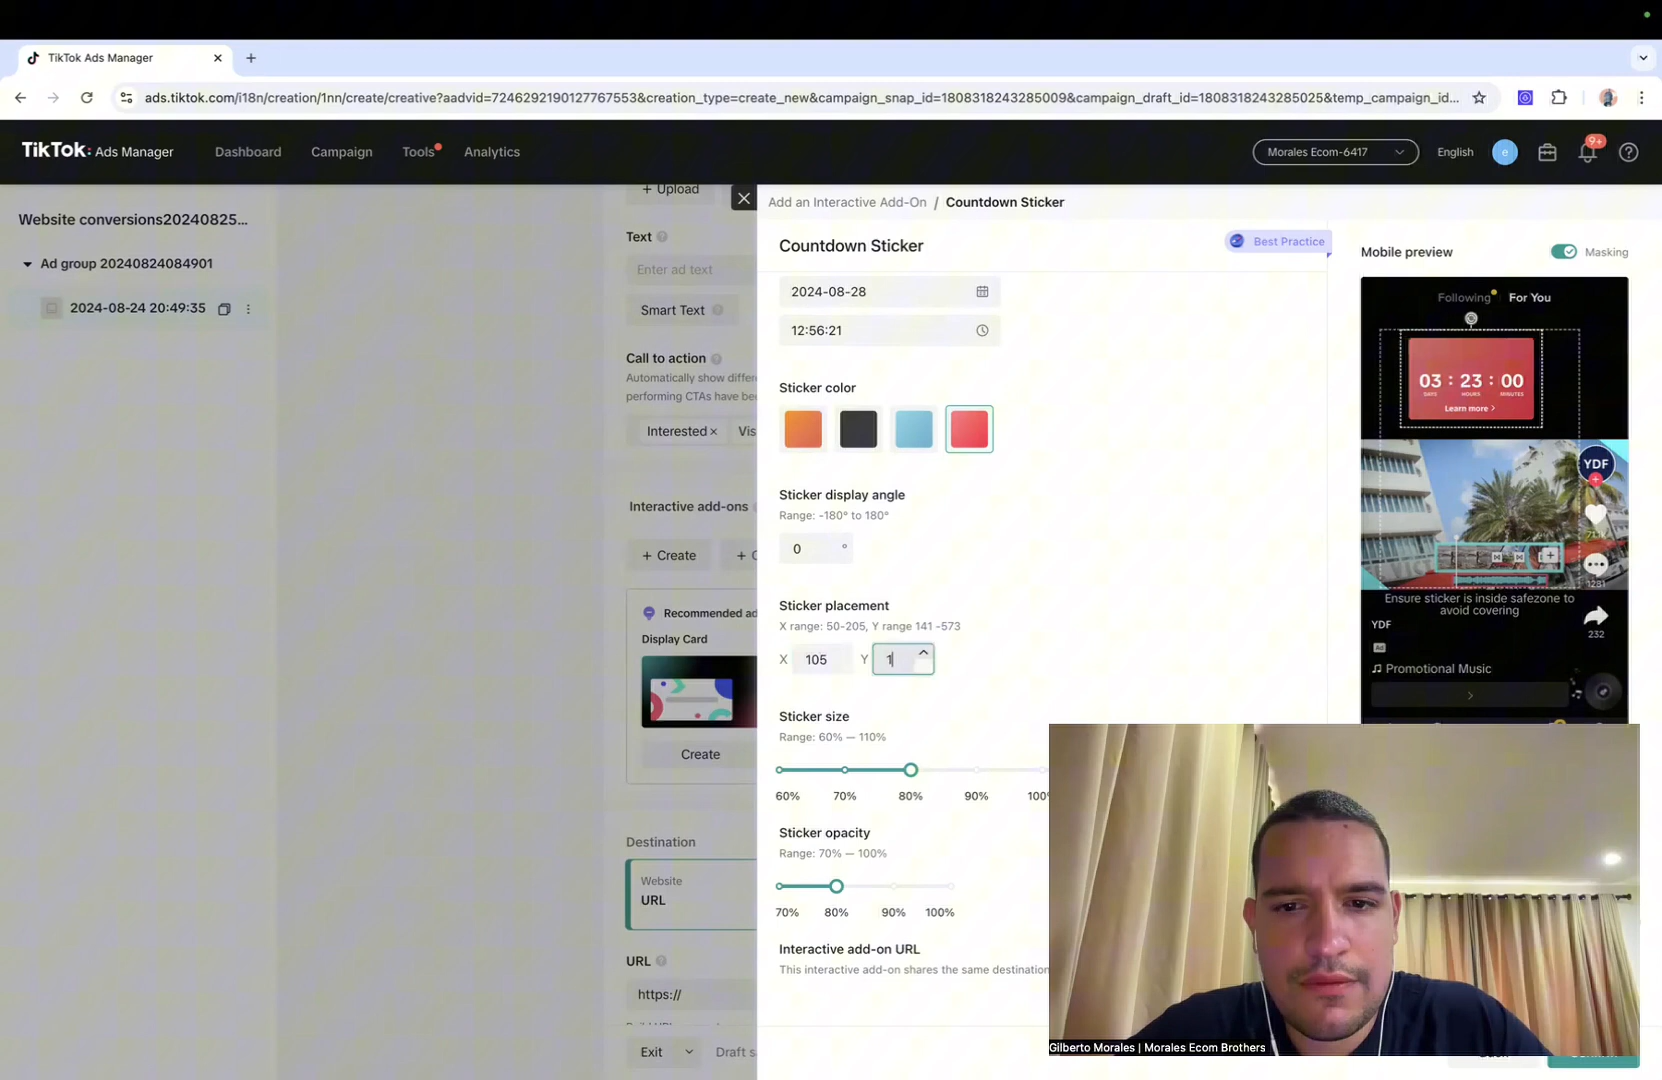 TikTok Ads Manager
ads.tiktok.com/i18n/creation/1nn/create/creative?aadvid=7246292190127767553&creation_type=create_new&campaign_snap_id=1808318243285009&campaign_draft_id=1808318243285025&temp_campaign_id...
TikTok: Ads Manager
Dashboard
Campaign
Tools
Analytics
Morales Ecom-6417
English
e
9+
Website conversions20240825...
Ad group 20240824084901
2024-08-24 20:49:35
+ Upload
Text
Enter ad text
Smart Text
Call to action
Automatically show differ
performing CTAs have bee
Interested ×
Vis
Interactive add-ons
+ Create
+ C
Recommended ad
Display Card
Create
Destination
Website
URL
URL
https://
Exit
Draft s
Add an Interactive Add-On / Countdown Sticker
Countdown Sticker
Best Practice
2024-08-28
12:56:21
Sticker color
Sticker display angle
Range: -180° to 180°
0 °
Sticker placement
X range: 50-205, Y range 141 -573
X 105 Y 1
Sticker size
Range: 60% — 110%
60% 70% 80% 90% 100%
Sticker opacity
Range: 70% — 100%
70% 80% 90% 100%
Interactive add-on URL
This interactive add-on shares the same destination
Mobile preview
Masking
Following For You
03 : 23 : 00
DAYS HOURS MINUTES
Learn more >
YDF
1281
Ensure sticker is inside safezone to
avoid covering
YDF
232
Ad
Promotional Music
Gilberto Morales | Morales Ecom Brothers